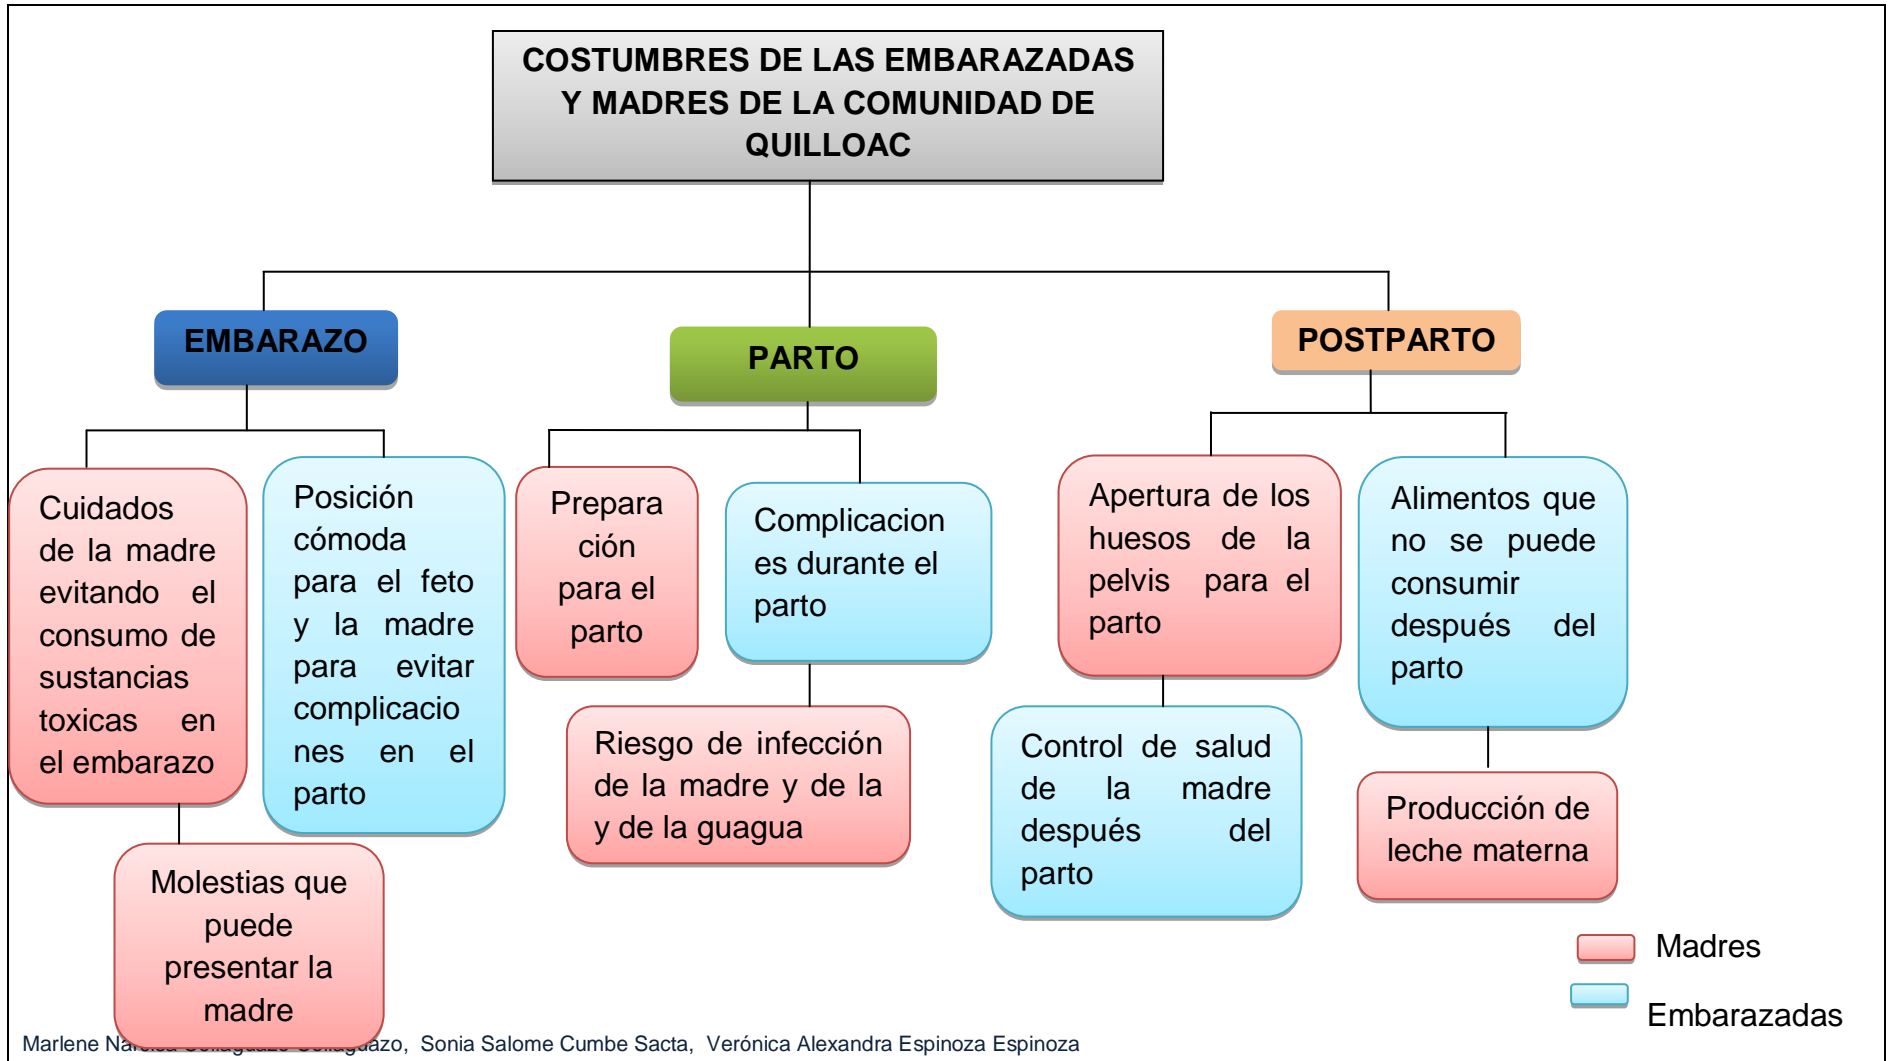 COSTUMBRES DE LAS EMBARAZADAS
Y MADRES DE LA COMUNIDAD DE
QUILLOAC
EMBARAZO
PARTO
POSTPARTO
Cuidados
de la madre
evitando el
consumo de
sustancias
toxicas en
el embarazo
Posición
cómoda
para el feto
y la madre
para evitar
complicacio
nes en el
parto
Prepara
ción
para el
parto
Complicacion
es durante el
parto
Apertura de los
huesos de la
pelvis para el
parto
Alimentos que
no se puede
consumir
después del
parto
Molestias que
puede
presentar la
madre
Riesgo de infección
de la madre y de la
y de la guagua
Control de salud
de la madre
después del
parto
Producción de
leche materna
Madres
Embarazadas
Marlene Sonia Salome Cumbe Sacta, Verónica Alexandra Espinoza Espinoza